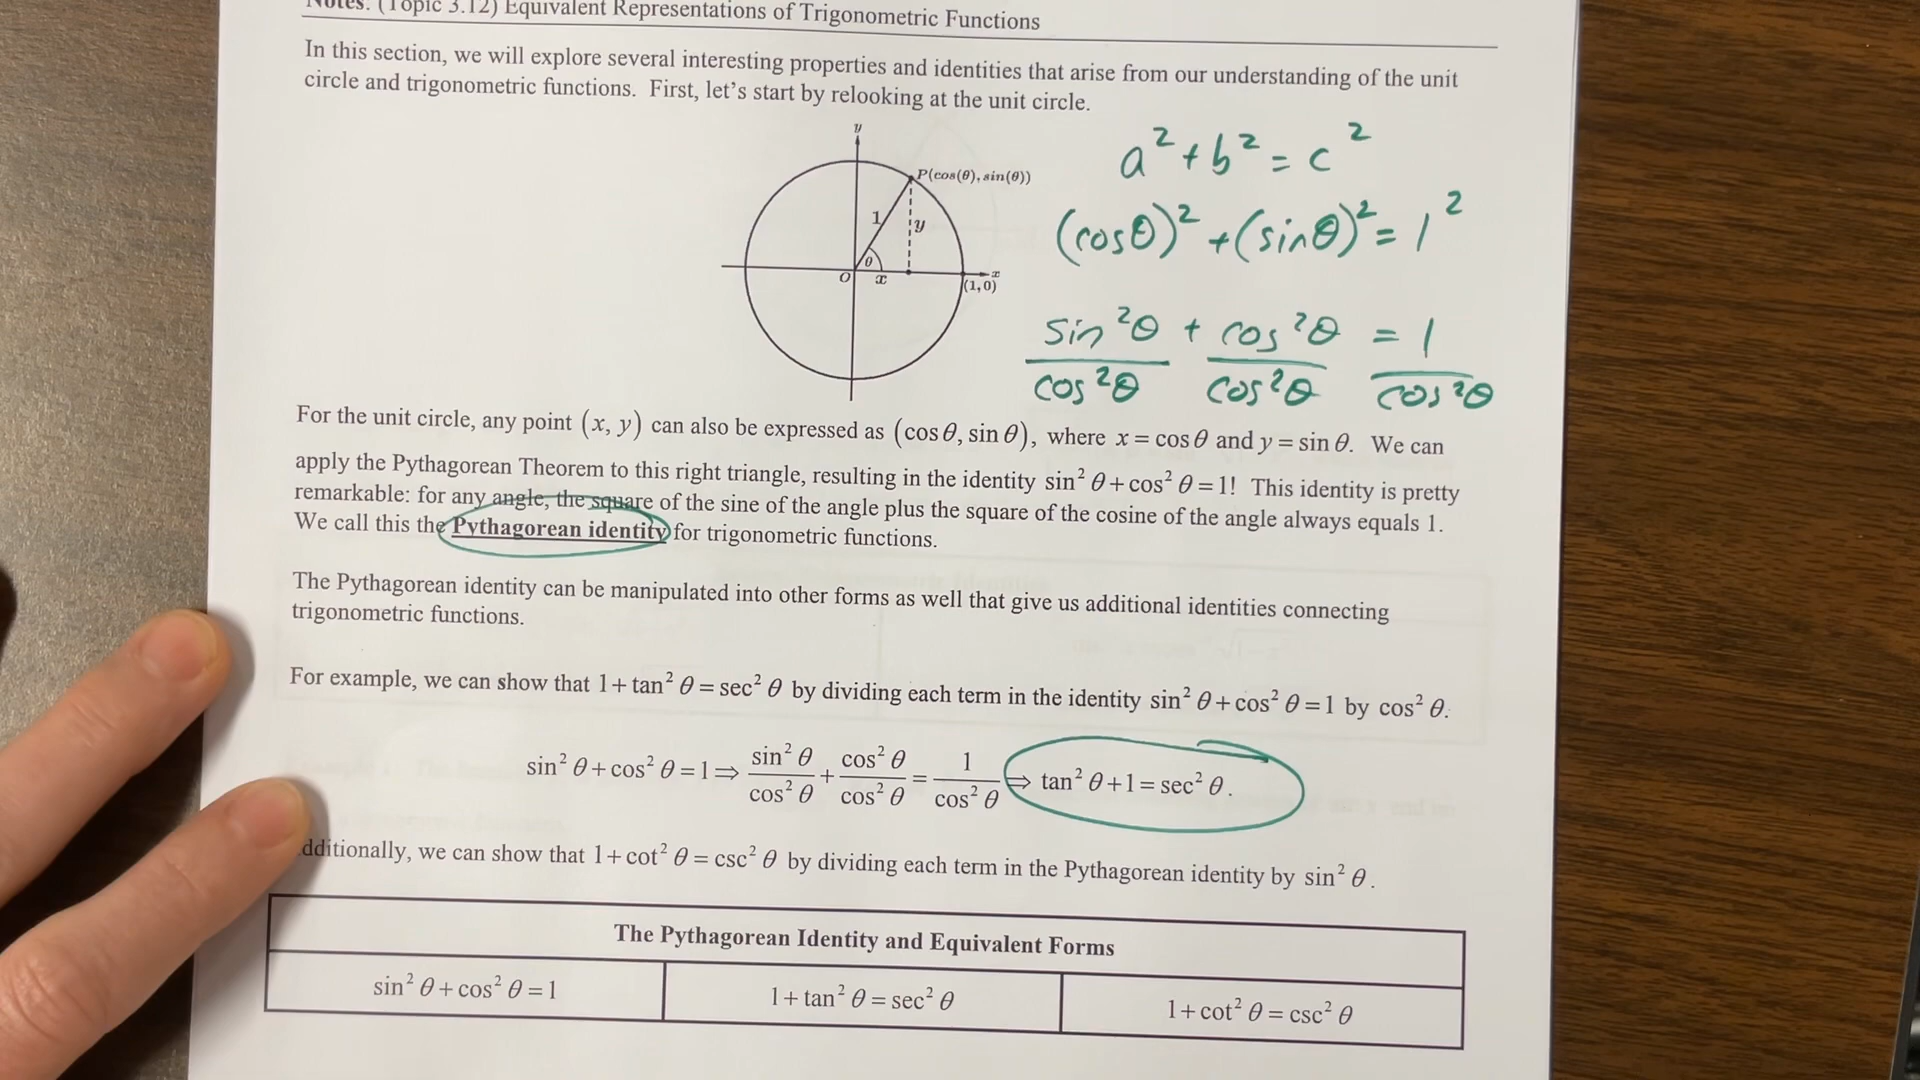 Notes: (Topic 3.12) Equivalent Representations of Trigonometric Functions
In this section, we will explore several interesting properties and identities that arise from our understanding of the unit
circle and trigonometric functions. First, let's start by relooking at the unit circle.
y
P(cos(θ), sin(θ))
1
y
θ
O
x
x
(1,0)
a² + b² = c²
(cosθ)² + (sinθ)² = 1²
sin²θ + cos²θ = 1
cos²θ cos²θ cos²θ
For the unit circle, any point (x, y) can also be expressed as (cos θ, sin θ), where x = cos θ and y = sin θ. We can
apply the Pythagorean Theorem to this right triangle, resulting in the identity sin² θ + cos² θ = 1! This identity is pretty
remarkable: for any angle, the square of the sine of the angle plus the square of the cosine of the angle always equals 1.
We call this the Pythagorean identity for trigonometric functions.
The Pythagorean identity can be manipulated into other forms as well that give us additional identities connecting
trigonometric functions.
For example, we can show that 1 + tan² θ = sec² θ by dividing each term in the identity sin² θ + cos² θ = 1 by cos² θ.
sin² θ + cos² θ = 1 ⇒ sin² θ / cos² θ + cos² θ / cos² θ = 1 / cos² θ ⇒ tan² θ + 1 = sec² θ.
dditionally, we can show that 1 + cot² θ = csc² θ by dividing each term in the Pythagorean identity by sin² θ.
The Pythagorean Identity and Equivalent Forms
sin² θ + cos² θ = 1
1 + tan² θ = sec² θ
1 + cot² θ = csc² θ